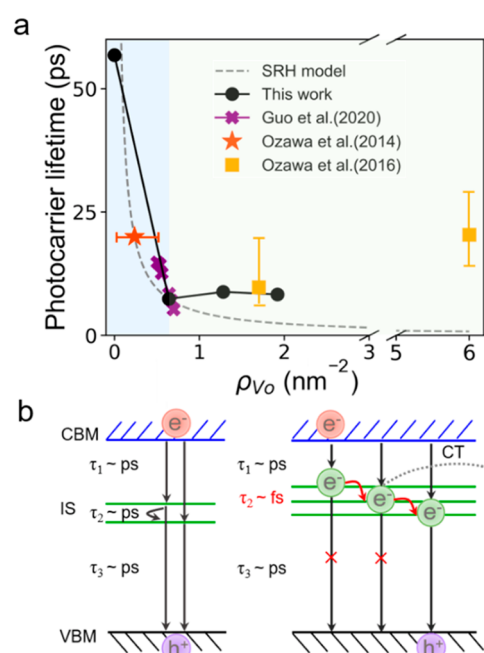 a
Photocarrier lifetime (ps)
50
25
0
SRH model
This work
Guo et al.(2020)
Ozawa et al.(2014)
Ozawa et al.(2016)
0 1 2 3 5 6
ρVo (nm⁻²)
b
CBM
e⁻
e⁻
τ₁ ~ ps
τ₁ ~ ps
CT
IS
τ₂ ~ ps
τ₂ ~ fs
e⁻
e⁻
e⁻
τ₃ ~ ps
τ₃ ~ ps
VBM
h⁺
h⁺